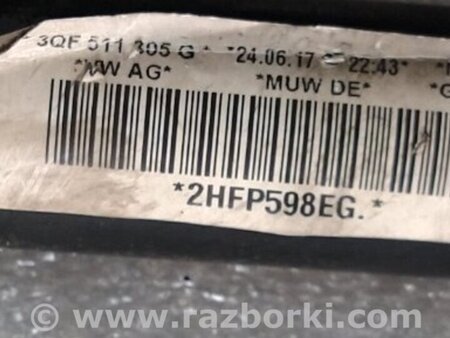 3QF 511 305 G * *24.06.17 * 22:43*
*VW AG* *MUW DE*
*2HFP598EG.*
www.razborki.com